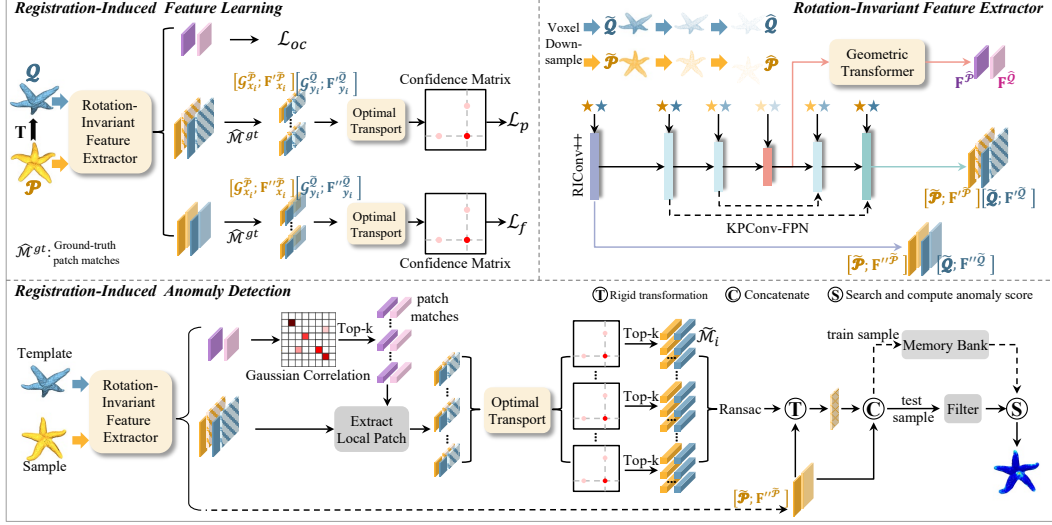 Registration-Induced Feature Learning
Q
T
P
Rotation-
Invariant
Feature
Extractor
ℒ_oc
[𝒢^P̃_{x_i}; F'^P̃_{x_i}][𝒢^Q̃_{y_i}; F'^Q̃_{y_i}]
M̂^gt
Optimal
Transport
Confidence Matrix
ℒ_p
[𝒢^P̃_{x_i}; F''^P̃_{x_i}][𝒢^Q̃_{y_i}; F''^Q̃_{y_i}]
M̂^gt
Optimal
Transport
Confidence Matrix
ℒ_f
M̂^gt: Ground-truth
patch matches
Rotation-Invariant Feature Extractor
Voxel Q̃ Q̂
Down-
sample P̃ P̂
Geometric
Transformer
F^P̂ F^Q̂
RIConv++
KPConv-FPN
[P̃; F'^P̃][Q̃; F'^Q̃]
[P̃; F''^P̃][Q̃; F''^Q̃]
Registration-Induced Anomaly Detection
T Rigid transformation
C Concatenate
S Search and compute anomaly score
Template
Sample
Rotation-
Invariant
Feature
Extractor
Gaussian Correlation
Top-k
patch
matches
Extract
Local Patch
Optimal
Transport
Top-k
Top-k
Top-k
M̃_i
Ransac
T
[P̃; F''^P̃]
C
train sample
Memory Bank
test
sample
Filter
S